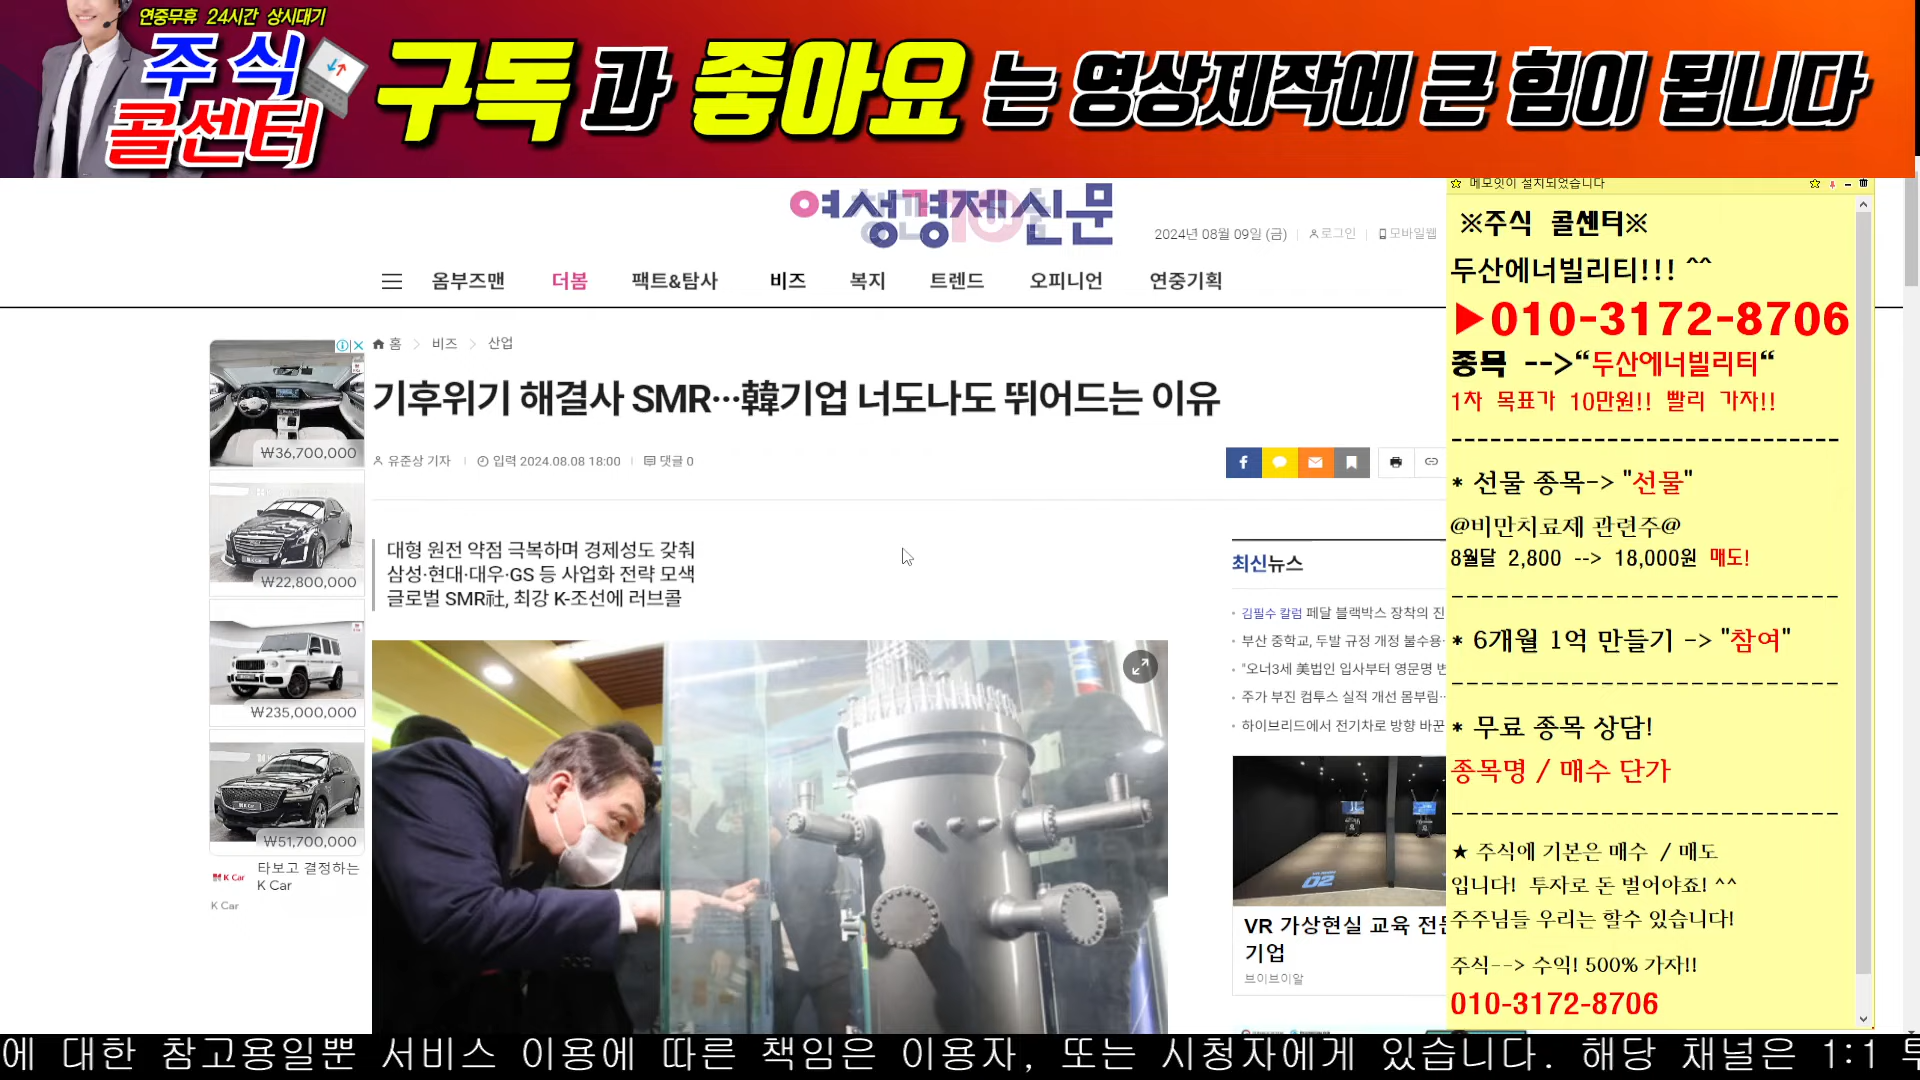 연중무휴 24시간 상시대기
주식
콜센터
구독과 좋아요는 영상제작에 큰 힘이 됩니다
여성경제신문
2024년 08월 09일 (금)
로그인
모바일웹
옴부즈맨
더봄
팩트&탐사
비즈
복지
트렌드
오피니언
연중기획
홈
비즈
산업
기후위기 해결사 SMR···韓기업 너도나도 뛰어드는 이유
유준상 기자
입력 2024.08.08 18:00
댓글 0
대형 원전 약점 극복하며 경제성도 갖춰
삼성·현대·대우·GS 등 사업화 전략 모색
글로벌 SMR社, 최강 K-조선에 러브콜
₩36,700,000
₩22,800,000
₩235,000,000
₩51,700,000
K Car
타보고 결정하는
K Car
K Car
최신뉴스
김필수 칼럼 페달 블랙박스 장착의 진
부산 중학교, 두발 규정 개정 불수용
"오너3세 美법인 입사부터 영문명 변
주가 부진 컴투스 실적 개선 몸부림··
하이브리드에서 전기차로 방향 바꾼
02
VR 가상현실 교육 전문
기업
브이브이알
메모잇이 설치되었습니다
※주식 콜센터※
두산에너빌리티!!! ^^
▶010-3172-8706
종목 -->“두산에너빌리티“
1차 목표가 10만원!! 빨리 가자!!
* 선물 종목-> "선물"
@비만치료제 관련주@
8월달 2,800 --> 18,000원 매도!
* 6개월 1억 만들기 -> "참여"
* 무료 종목 상담!
종목명 / 매수 단가
★ 주식에 기본은 매수 / 매도
입니다! 투자로 돈 벌어야죠! ^^
주주님들 우리는 할수 있습니다!
주식--> 수익! 500% 가자!!
010-3172-8706
에 대한 참고용일뿐 서비스 이용에 따른 책임은 이용자, 또는 시청자에게 있습니다. 해당 채널은 1:1 투